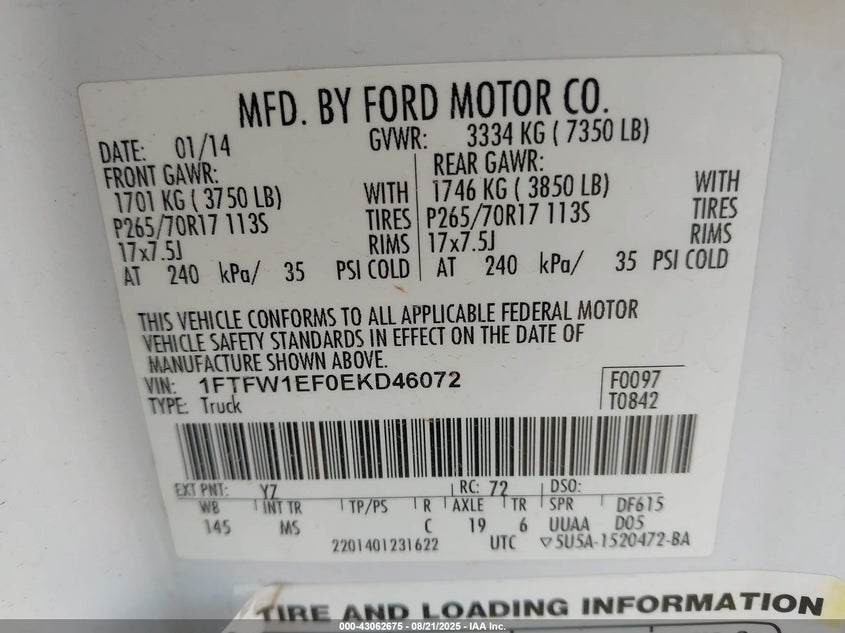 MFD. BY FORD MOTOR CO.
DATE: 01/14 GVWR: 3334 KG ( 7350 LB)
FRONT GAWR: REAR GAWR:
1701 KG ( 3750 LB) WITH 1746 KG ( 3850 LB) WITH
P265/70R17 113S TIRES P265/70R17 113S TIRES
17x7.5J RIMS 17x7.5J RIMS
AT 240 kPa/ 35 PSI COLD AT 240 kPa/ 35 PSI COLD
THIS VEHICLE CONFORMS TO ALL APPLICABLE FEDERAL MOTOR
VEHICLE SAFETY STANDARDS IN EFFECT ON THE DATE OF
MANUFACTURE SHOWN ABOVE.
VIN: 1FTFW1EF0EKD46072 F0097
TYPE: Truck T0842
EXT PNT: Y7 RC: 72 DSO:
WB INT TR TP/PS R AXLE TR SPR DF615
145 MS C 19 6 UUAA D05
2201401231622 UTC ▽5U5A-1520472-BA
TIRE AND LOADING INFORMATION
000-43062675 - 08/21/2025 - IAA Inc.